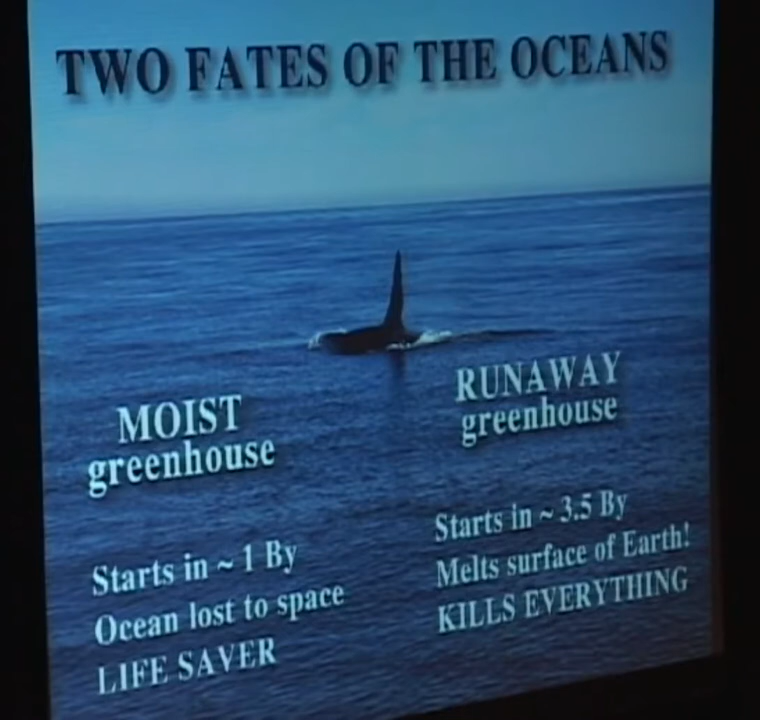 TWO FATES OF THE OCEANS
MOIST
greenhouse
Starts in ~ 1 By
Ocean lost to space
LIFE SAVER
RUNAWAY
greenhouse
Starts in ~ 3.5 By
Melts surface of Earth!
KILLS EVERYTHING